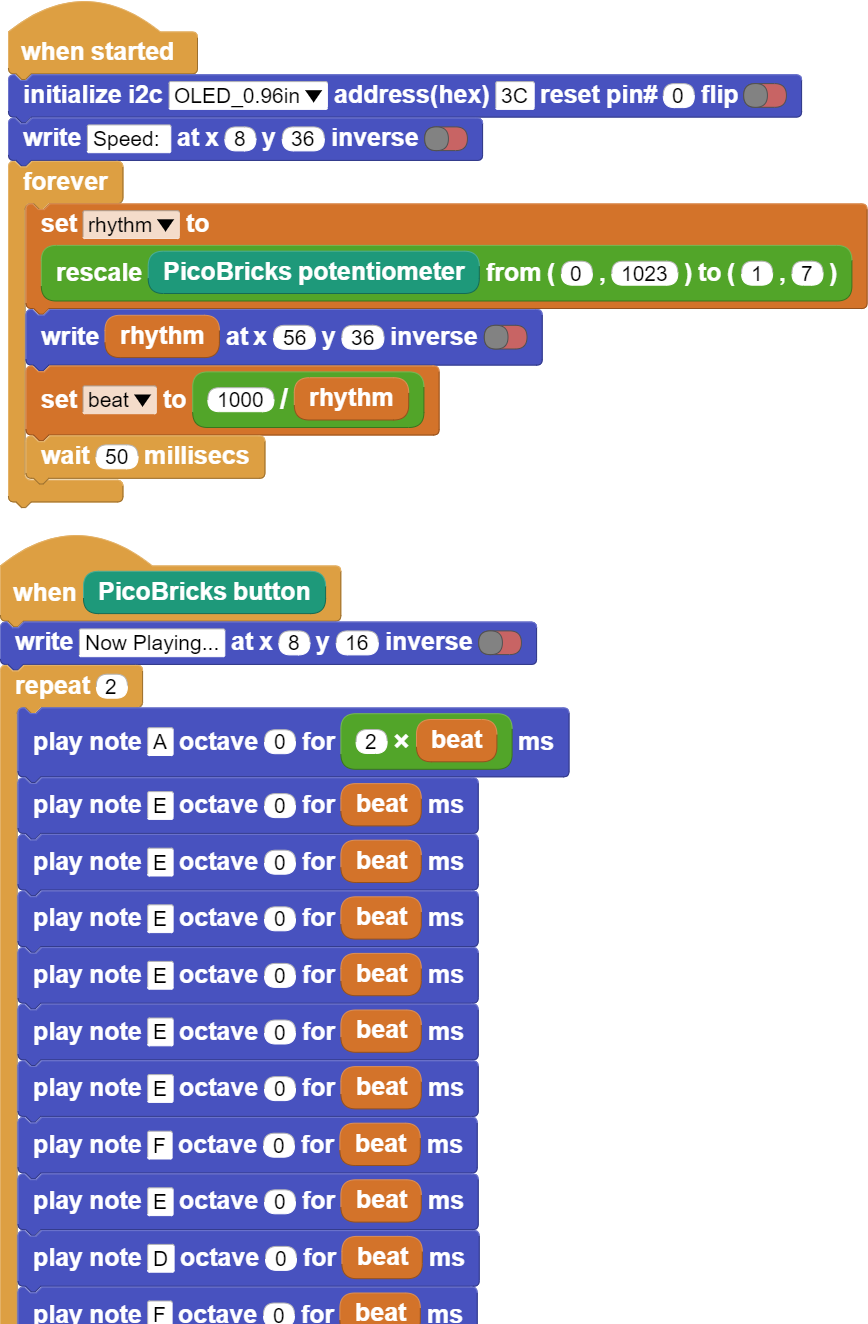 when started
initialize i2c OLED_0.96in address(hex) 3C reset pin# 0 flip
write Speed: at x 8 y 36 inverse
forever
set rhythm to
rescale PicoBricks potentiometer from ( 0 , 1023 ) to ( 1 , 7 )
write rhythm at x 56 y 36 inverse
set beat to 1000 / rhythm
wait 50 millisecs
when PicoBricks button
write Now Playing... at x 8 y 16 inverse
repeat 2
play note A octave 0 for 2 × beat ms
play note E octave 0 for beat ms
play note E octave 0 for beat ms
play note E octave 0 for beat ms
play note E octave 0 for beat ms
play note E octave 0 for beat ms
play note E octave 0 for beat ms
play note F octave 0 for beat ms
play note E octave 0 for beat ms
play note D octave 0 for beat ms
play note F octave 0 for beat ms